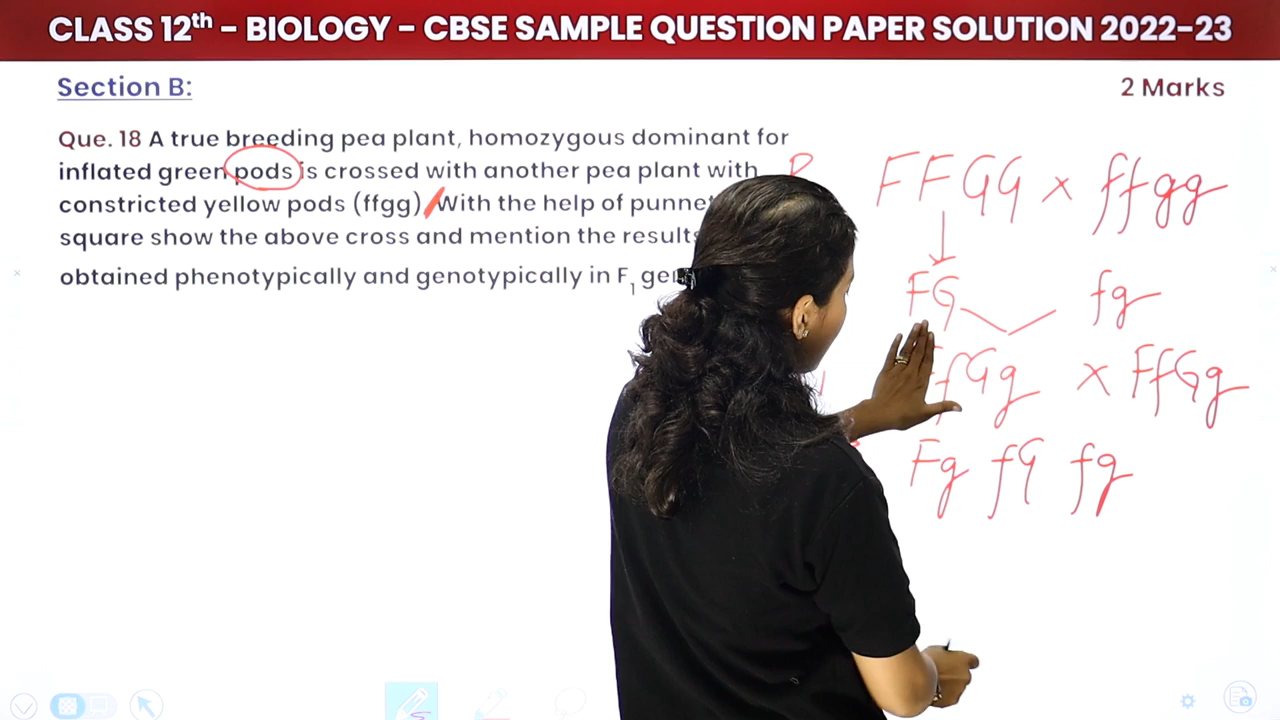 CLASS 12th – BIOLOGY – CBSE SAMPLE QUESTION PAPER SOLUTION 2022–23
Section B:
2 Marks
Que. 18 A true breeding pea plant, homozygous dominant for
inflated green pods is crossed with another pea plant with
constricted yellow pods (ffgg) With the help of
square show the above cross and mention the results
obtained phenotypically and genotypically in F1
P
FFGG × ffgg
FG fg
fGg × FfGg
Fg fG fg